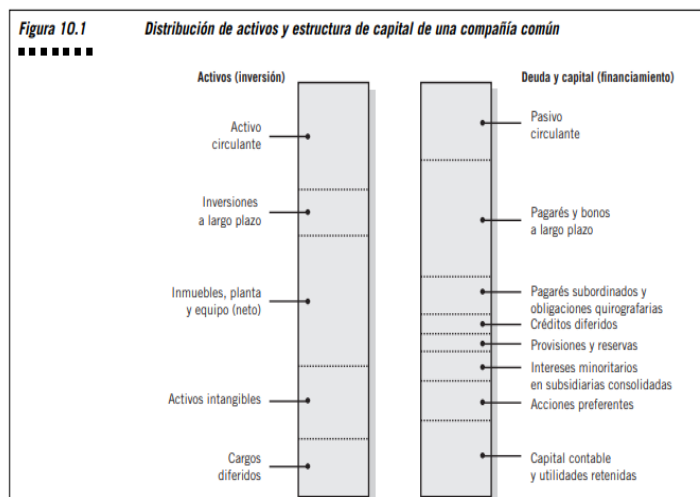 Figura 10.1
Distribución de activos y estructura de capital de una compañía común
Activos (inversión)
Activo
circulante
Inversiones
a largo plazo
Inmuebles, planta
y equipo (neto)
Activos intangibles
Cargos
diferidos
Deuda y capital (financiamiento)
Pasivo
circulante
Pagarés y bonos
a largo plazo
Pagarés subordinados y
obligaciones quirografarias
Créditos diferidos
Provisiones y reservas
Intereses minoritarios
en subsidiarias consolidadas
Acciones preferentes
Capital contable
y utilidades retenidas